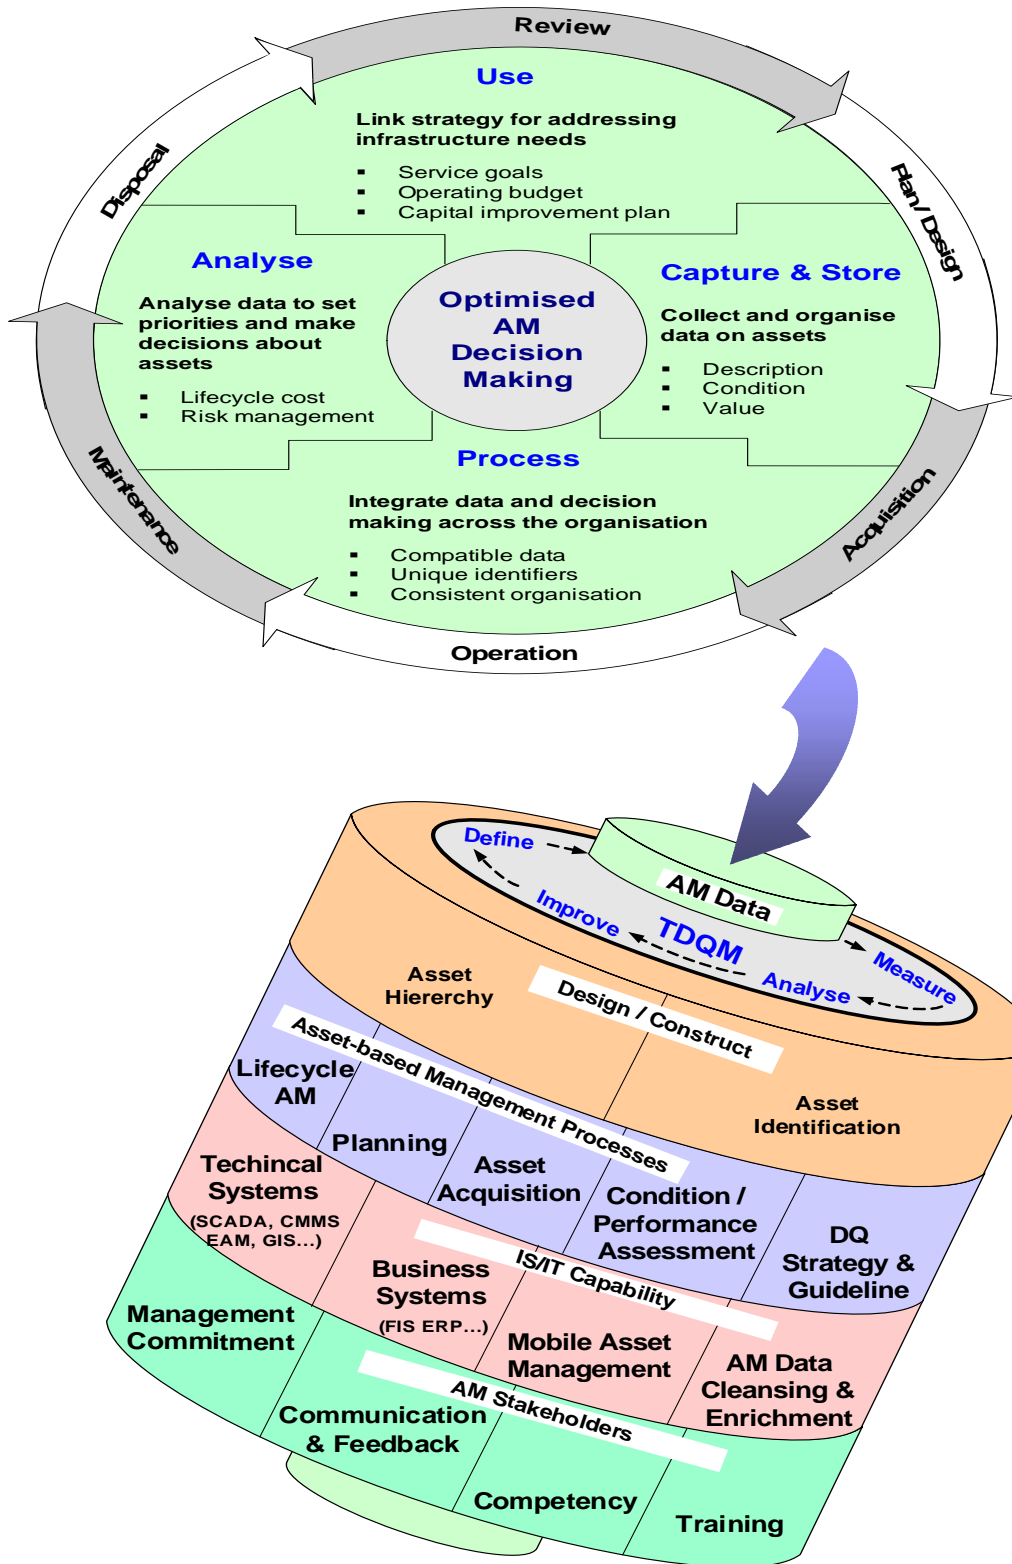 Review
Use
Link strategy for addressing
infrastructure needs
▪ Service goals
▪ Operating budget
▪ Capital improvement plan
Disposal
Plan / Design
Analyse
Analyse data to set
priorities and make
decisions about
assets
▪ Lifecycle cost
▪ Risk management
Optimised
AM
Decision
Making
Capture & Store
Collect and organise
data on assets
▪ Description
▪ Condition
▪ Value
Process
Integrate data and decision
making across the organisation
▪ Compatible data
▪ Unique identifiers
▪ Consistent organisation
Maintenance
Acquisition
Operation
Define
AM Data
Improve
TDQM
Measure
Analyse
Asset
Hiererchy
Design / Construct
Asset
Identification
Asset-based Management Processes
Lifecycle
AM
Planning
Asset
Acquisition
Condition /
Performance
Assessment
DQ
Strategy &
Guideline
Techincal
Systems
(SCADA, CMMS
EAM, GIS...)
IS/IT Capability
Business
Systems
(FIS ERP...)
Mobile Asset
Management
AM Data
Cleansing &
Enrichment
Management
Commitment
AM Stakeholders
Communication
& Feedback
Competency
Training